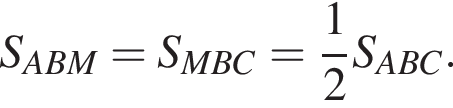 $S_{ABM} = S_{MBC} = \frac{1}{2} S_{ABC}.$